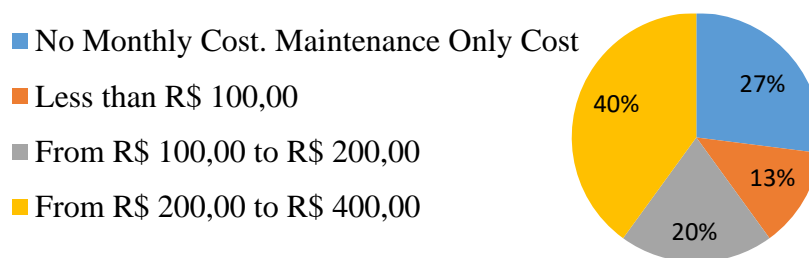 No Monthly Cost. Maintenance Only Cost
Less than R$ 100,00
From R$ 100,00 to R$ 200,00
From R$ 200,00 to R$ 400,00
27%
13%
20%
40%